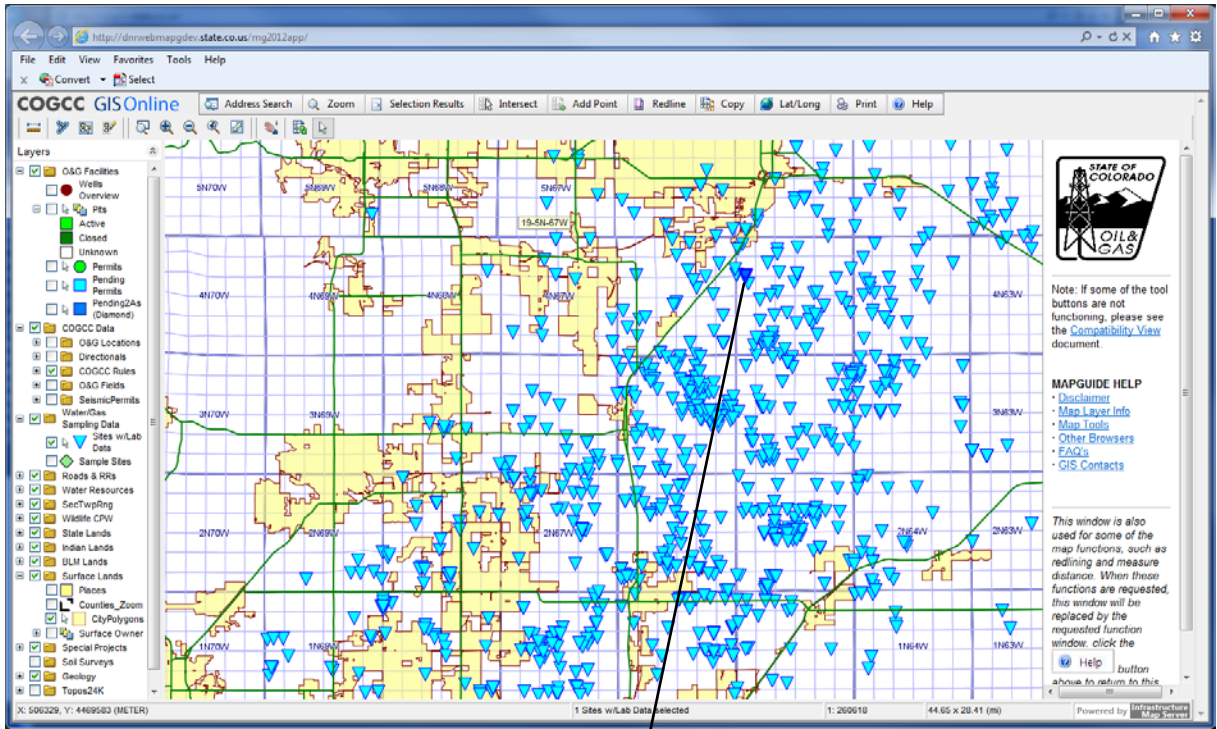 http://dnrwebmapgdev.state.co.us/mg2012app/
File Edit View Favorites Tools Help
x Convert Select
COGCC GISOnline
Address Search Zoom Selection Results Intersect Add Point Redline Copy Lat/Long Print Help
Layers
O&G Facilities
Wells
Overview
Pits
Active
Closed
Unknown
Permits
Pending
Permits
Pending2As
(Diamond)
COGCC Data
O&G Locations
Directionals
COGCC Rules
O&G Fields
SeismicPermits
Water/Gas
Sampling Data
Sites w/Lab
Data
Sample Sites
Roads & RRs
Water Resources
SecTwpRng
Wildlife CPW
State Lands
Indian Lands
BLM Lands
Surface Lands
Places
Counties_Zoom
CityPolygons
Surface Owner
Special Projects
Soil Surveys
Geology
Topos24K
5N70W 5N69W 5N68W 5N67W
19-5N-67W
4N70W 4N69W 4N68W 4N67W 4N63W
3N70W 3N69W 3N63W
2N70W 2N69W 2N67W 2N64W 2N63W
1N70W 1N69W 1N64W 1N63W
STATE OF
COLORADO
OIL &
GAS
Note: If some of the tool
buttons are not
functioning, please see
the Compatibility View
document.
MAPGUIDE HELP
· Disclaimer
· Map Layer Info
· Map Tools
· Other Browsers
· FAQ's
· GIS Contacts
This window is also
used for some of the
map functions, such as
redlining and measure
distance. When these
functions are requested,
this window will be
replaced by the
requested function
window. click the
Help button
above to return to this
X: 506329, Y: 4469583 (METER) 1 Sites w/Lab Data selected 1: 260618 44.65 x 28.41 (mi) Powered by Infrastructure
Map Server